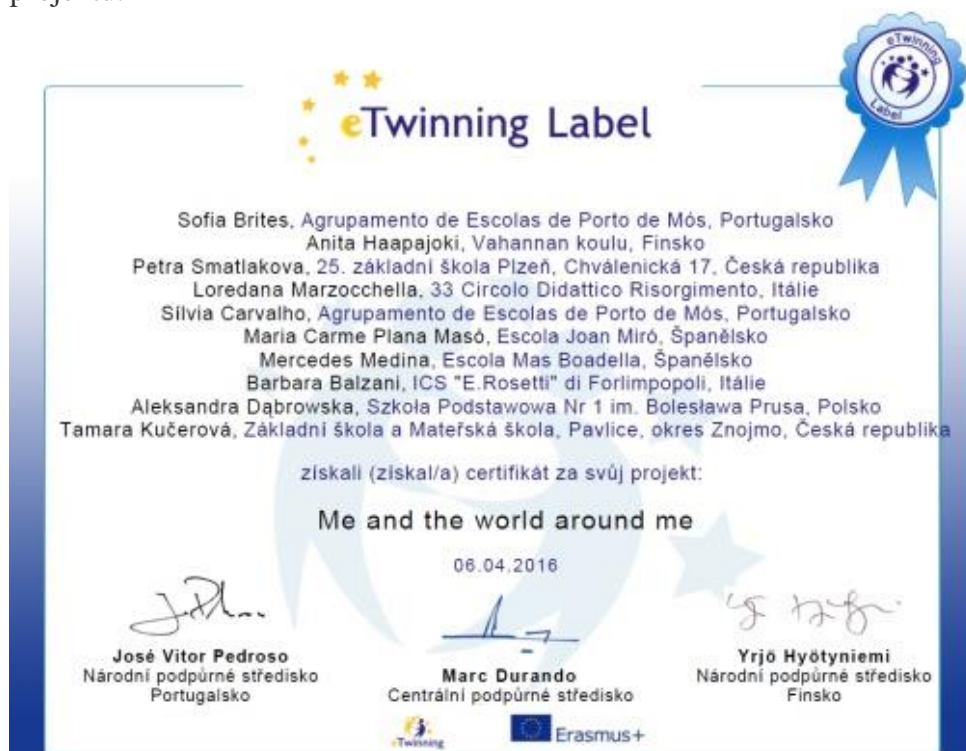 eTwinning Label
eTwinning
Label
Sofia Brites, Agrupamento de Escolas de Porto de Mós, Portugalsko
Anita Haapajoki, Vahannan koulu, Finsko
Petra Smatlakova, 25. základní škola Plzeň, Chválenická 17, Česká republika
Loredana Marzocchella, 33 Circolo Didattico Risorgimento, Itálie
Sílvia Carvalho, Agrupamento de Escolas de Porto de Mós, Portugalsko
Maria Carme Plana Masó, Escola Joan Miró, Španělsko
Mercedes Medina, Escola Mas Boadella, Španělsko
Barbara Balzani, ICS "E.Rosetti" di Forlimpopoli, Itálie
Aleksandra Dąbrowska, Szkoła Podstawowa Nr 1 im. Bolesława Prusa, Polsko
Tamara Kučerová, Základní škola a Mateřská škola, Pavlice, okres Znojmo, Česká republika
získali (získal/a) certifikát za svůj projekt:
Me and the world around me
06.04.2016
José Vitor Pedroso
Národní podpůrné středisko
Portugalsko
Marc Durando
Centrální podpůrné středisko
Yrjö Hyötyniemi
Národní podpůrné středisko
Finsko
eTwinning
Erasmus+